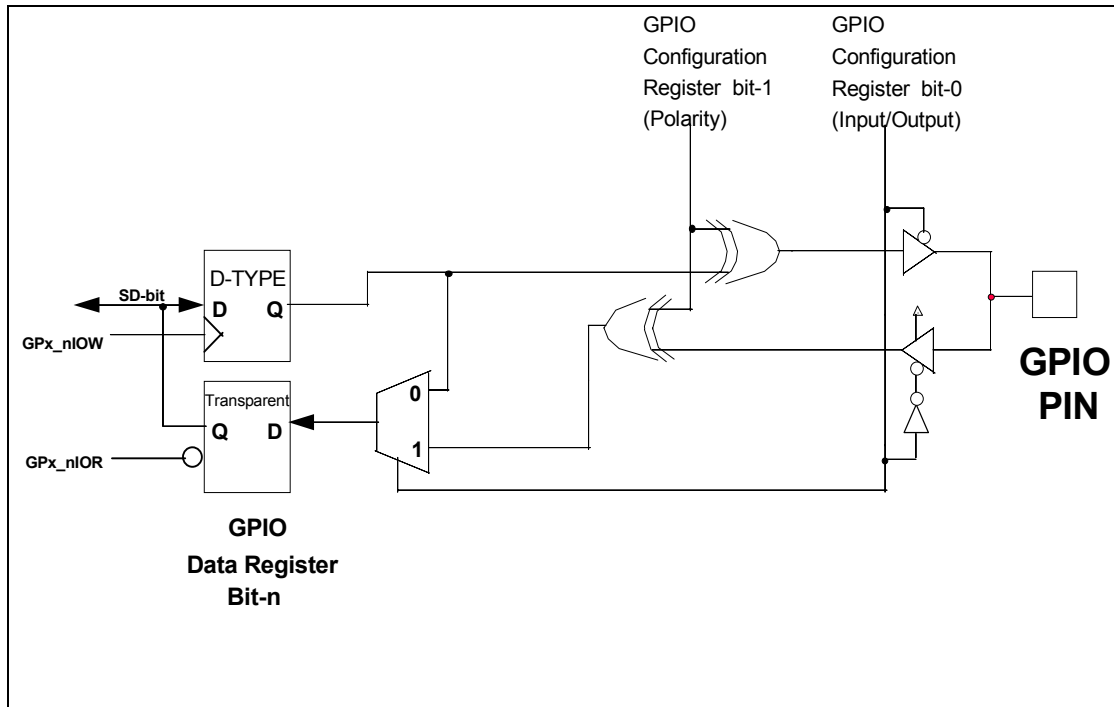 GPIO
Configuration
Register bit-1
(Polarity)
GPIO
Configuration
Register bit-0
(Input/Output)
D-TYPE
SD-bit
D
Q
GPx_nIOW
Transparent
Q
D
GPx_nIOR
0
1
GPIO
PIN
GPIO
Data Register
Bit-n